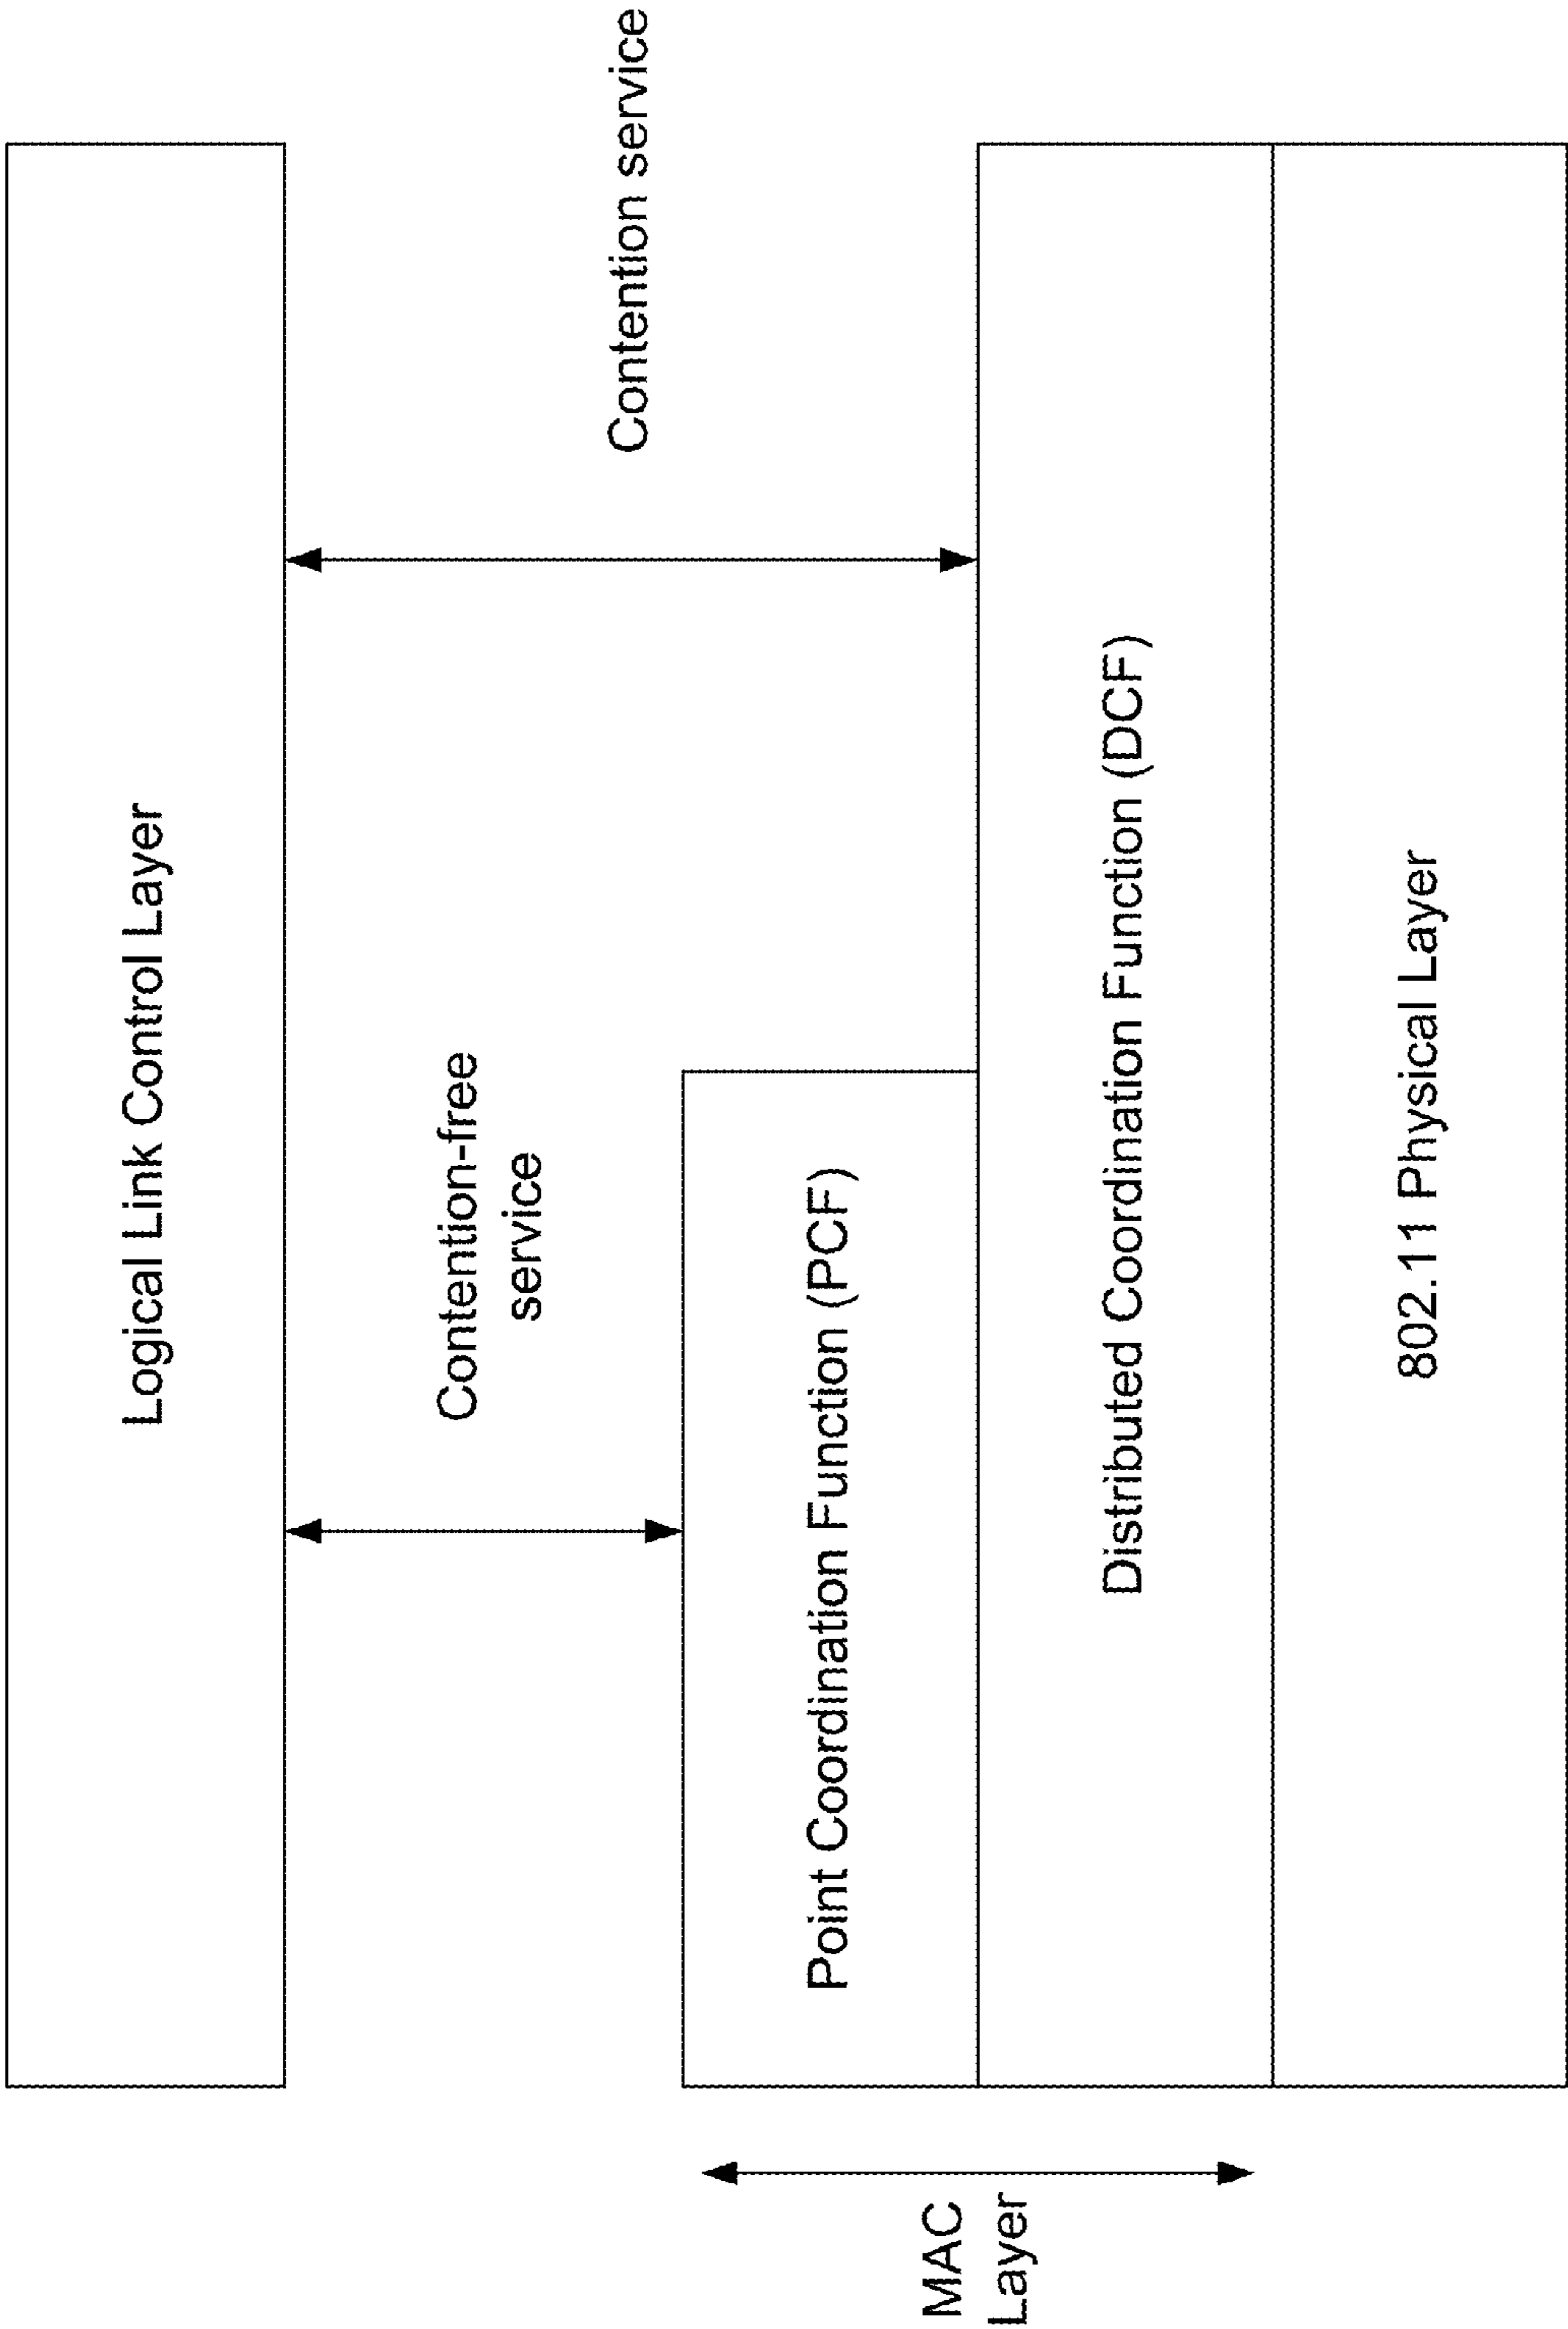 Logical Link Control Layer
Contention-free
service
Contention service
Point Coordination Function (PCF)
MAC
Layer
Distributed Coordination Function (DCF)
802.11 Physical Layer